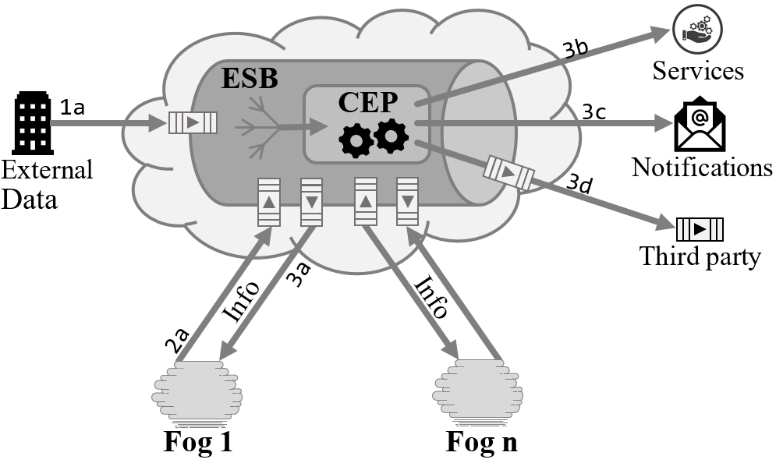 ESB
CEP
1a
External
Data
3b
Services
3c
Notifications
3d
Third party
2a
Info
3a
Info
Fog 1
Fog n